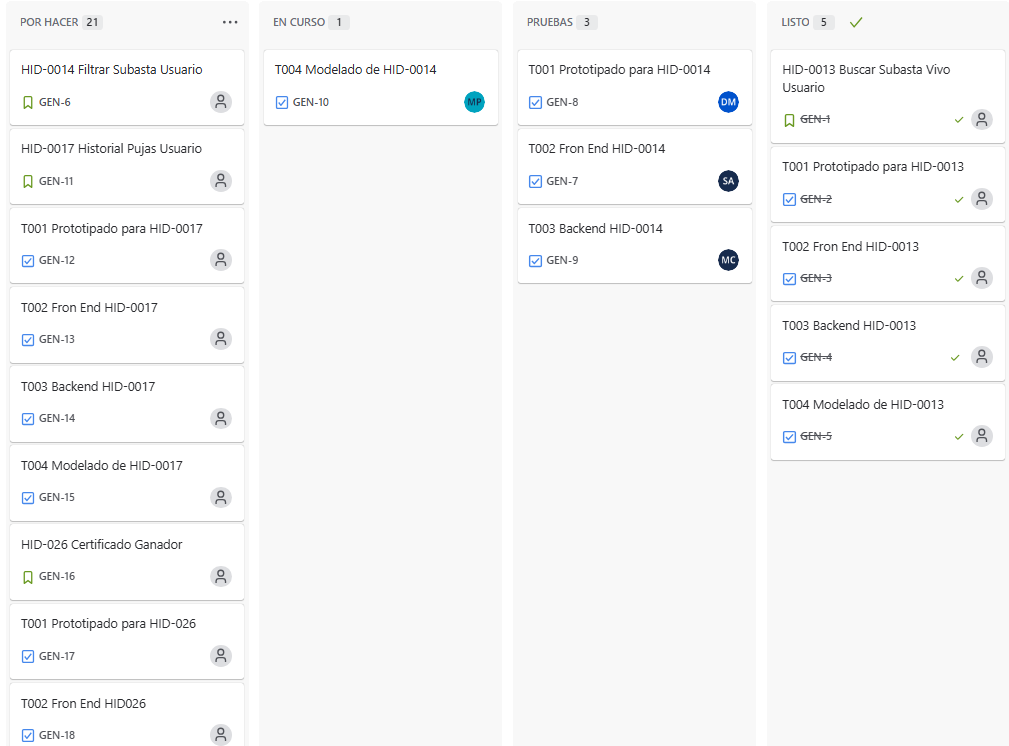 POR HACER 21
HID-0014 Filtrar Subasta Usuario
GEN-6
HID-0017 Historial Pujas Usuario
GEN-11
T001 Prototipado para HID-0017
GEN-12
T002 Fron End HID-0017
GEN-13
T003 Backend HID-0017
GEN-14
T004 Modelado de HID-0017
GEN-15
HID-026 Certificado Ganador
GEN-16
T001 Prototipado para HID-026
GEN-17
T002 Fron End HID026
GEN-18
EN CURSO 1
T004 Modelado de HID-0014
GEN-10 MP
PRUEBAS 3
T001 Prototipado para HID-0014
GEN-8 DM
T002 Fron End HID-0014
GEN-7 SA
T003 Backend HID-0014
GEN-9 MC
LISTO 5
HID-0013 Buscar Subasta Vivo
Usuario
GEN-1
T001 Prototipado para HID-0013
GEN-2
T002 Fron End HID-0013
GEN-3
T003 Backend HID-0013
GEN-4
T004 Modelado de HID-0013
GEN-5